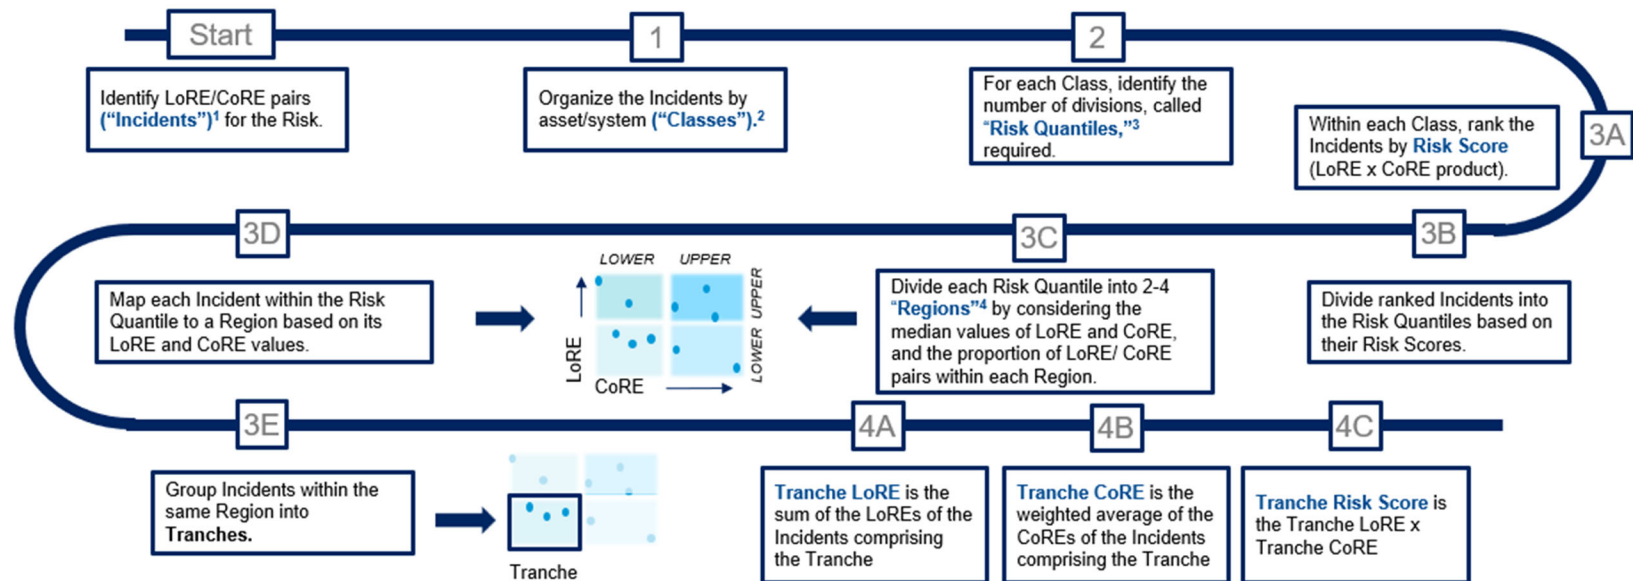 Start
Identify LoRE/CoRE pairs
(“Incidents”)¹ for the Risk.
1
Organize the Incidents by
asset/system (“Classes”).²
2
For each Class, identify the
number of divisions, called
“Risk Quantiles,”³
required.
3A
Within each Class, rank the
Incidents by Risk Score
(LoRE x CoRE product).
3B
Divide ranked Incidents into
the Risk Quantiles based on
their Risk Scores.
3C
Divide each Risk Quantile into 2-4
“Regions”⁴ by considering the
median values of LoRE and CoRE,
and the proportion of LoRE/ CoRE
pairs within each Region.
LOWER
UPPER
UPPER
LOWER
LoRE
CoRE
3D
Map each Incident within the Risk
Quantile to a Region based on its
LoRE and CoRE values.
3E
Group Incidents within the
same Region into
Tranches.
Tranche
4A
Tranche LoRE is the
sum of the LoREs of the
Incidents comprising
the Tranche
4B
Tranche CoRE is the
weighted average of the
CoREs of the Incidents
comprising the Tranche
4C
Tranche Risk Score is
the Tranche LoRE x
Tranche CoRE